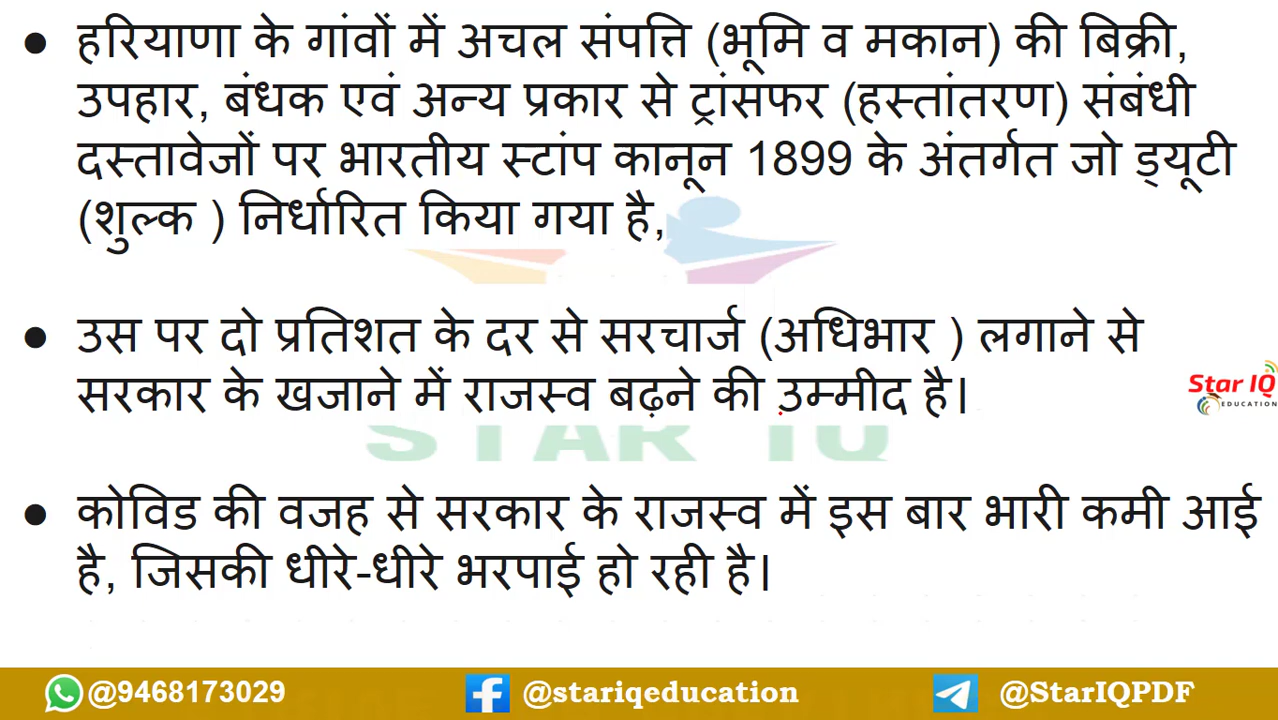 ● हरियाणा के गांवों में अचल संपत्ति (भूमि व मकान) की बिक्री,
उपहार, बंधक एवं अन्य प्रकार से ट्रांसफर (हस्तांतरण) संबंधी
दस्तावेजों पर भारतीय स्टांप कानून 1899 के अंतर्गत जो ड्यूटी
(शुल्क ) निर्धारित किया गया है,
● उस पर दो प्रतिशत के दर से सरचार्ज (अधिभार ) लगाने से
सरकार के खजाने में राजस्व बढ़ने की उम्मीद है।
Star IQ
EDUCATION
STAR IQ
● कोविड की वजह से सरकार के राजस्व में इस बार भारी कमी आई
है, जिसकी धीरे-धीरे भरपाई हो रही है।
@9468173029 @stariqeducation @StarIQPDF